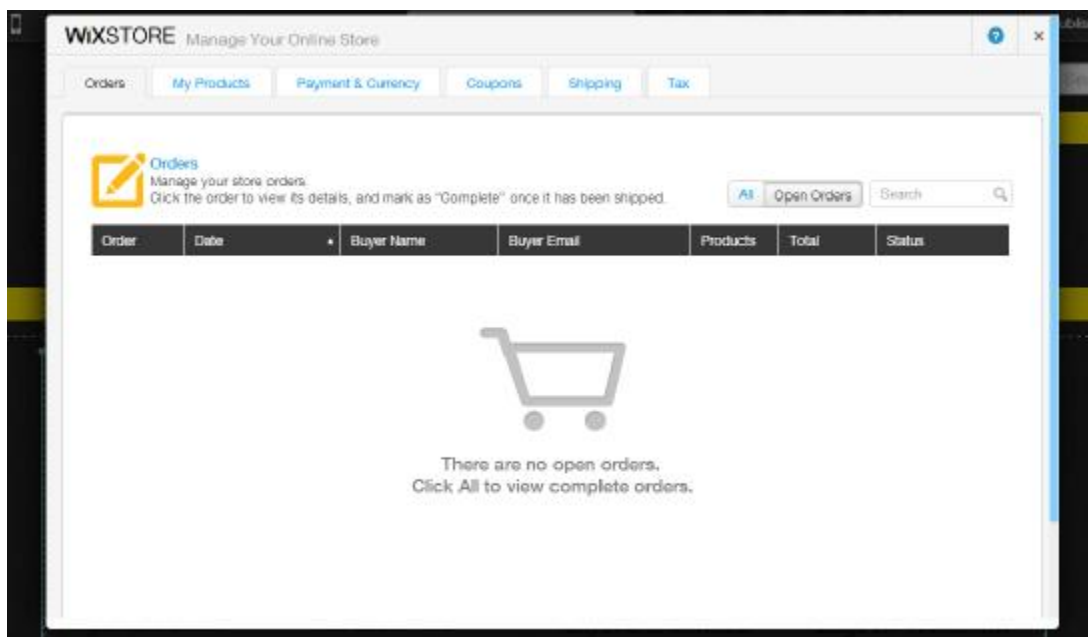 WiXSTORE Manage Your Online Store
Orders My Products Payment & Currency Coupons Shipping Tax
Orders
Manage your store orders.
Click the order to view its details, and mark as "Complete" once it has been shipped.
All Open Orders Search
Order Date Buyer Name Buyer Email Products Total Status
There are no open orders.
Click All to view complete orders.